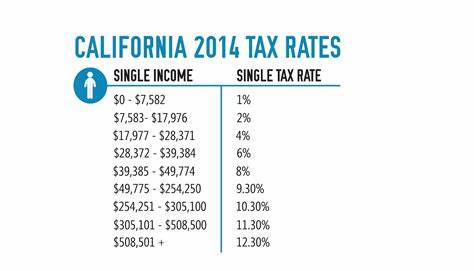 CALIFORNIA 2014 TAX RATES
SINGLE INCOME SINGLE TAX RATE
$0 - $7,582 1%
$7,583- $17,976 2%
$17,977 - $28,371 4%
$28,372 - $39,384 6%
$39,385 - $49,774 8%
$49,775 - $254,250 9.30%
$254,251 - $305,100 10.30%
$305,101 - $508,500 11.30%
$508,501 + 12.30%